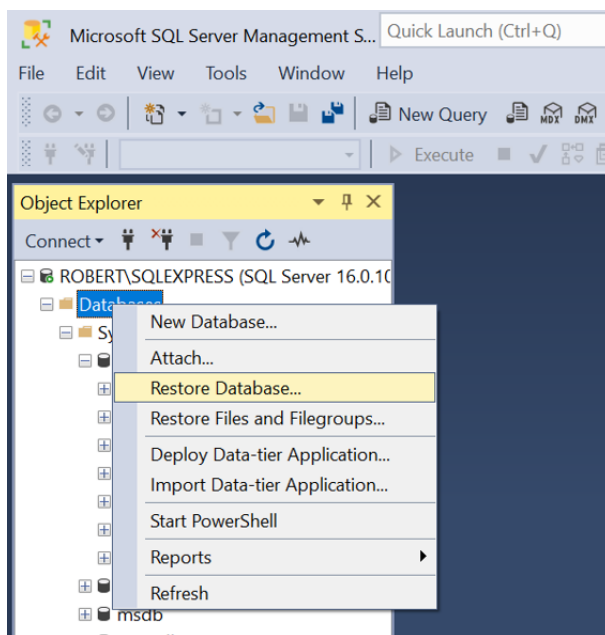 Microsoft SQL Server Management S...
Quick Launch (Ctrl+Q)
File Edit View Tools Window Help
New Query MDX DMX
Execute
Object Explorer
Connect
ROBERT\SQLEXPRESS (SQL Server 16.0.10
Databases
Sy
New Database...
Attach...
Restore Database...
Restore Files and Filegroups...
Deploy Data-tier Application...
Import Data-tier Application...
Start PowerShell
Reports
Refresh
msdb